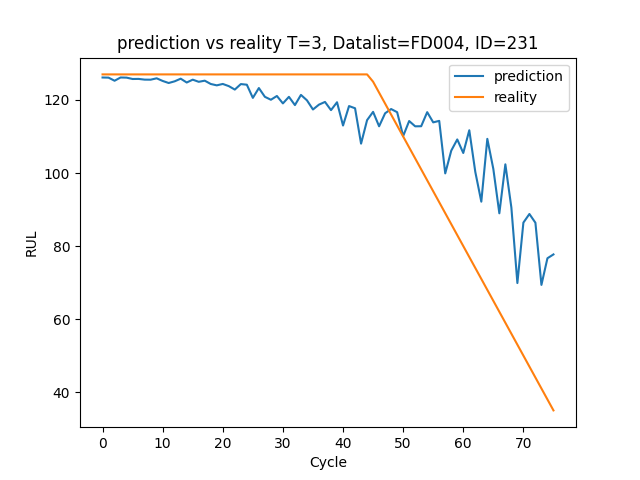 prediction vs reality T=3, Datalist=FD004, ID=231
prediction
reality
RUL
120
100
80
60
40
0 10 20 30 40 50 60 70
Cycle